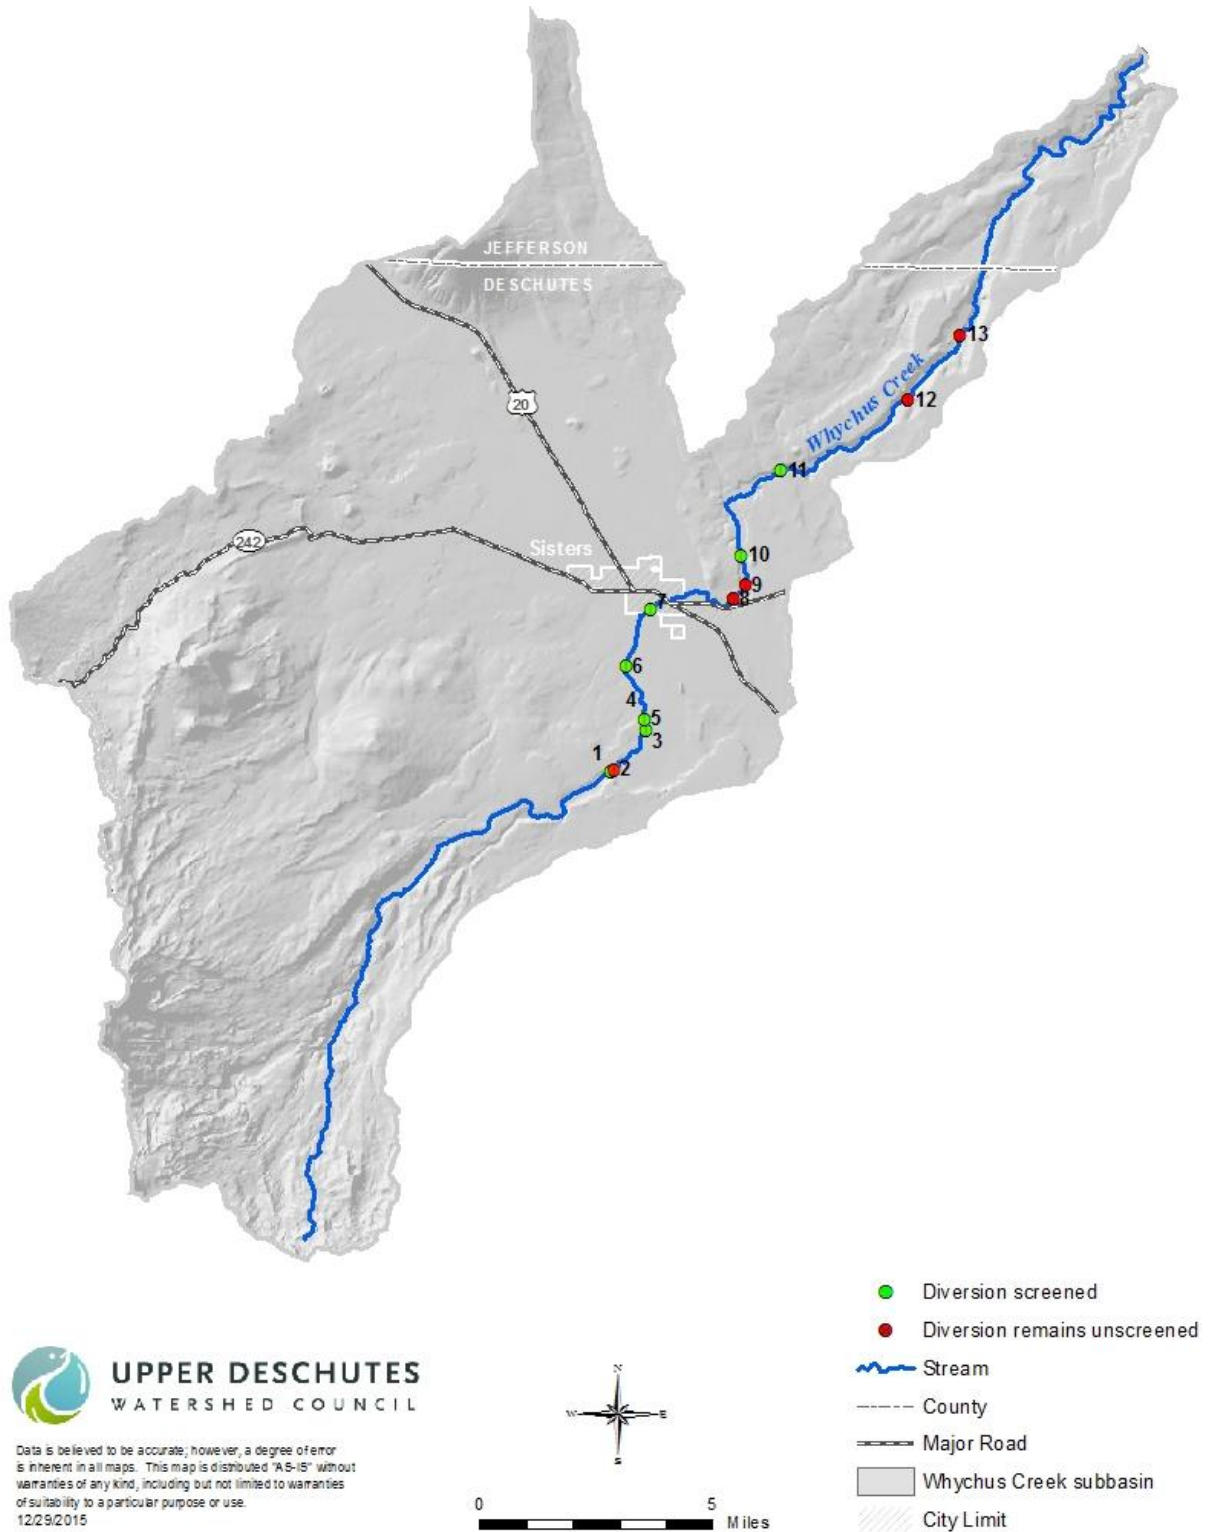 JEFFERSON
DESCHUTES
20
242
Sisters
Whychus Creek
13
12
11
10
9
8
7
6
4
5
3
1
2
Diversion screened
Diversion remains unscreened
Stream
County
Major Road
Whychus Creek subbasin
City Limit
UPPER DESCHUTES
WATERSHED COUNCIL
Data is believed to be accurate; however, a degree of error
is inherent in all maps. This map is distributed "AS-IS" without
warranties of any kind, including but not limited to warranties
of suitability to a particular purpose or use.
12/29/2015
N
W
E
S
0
5
Miles